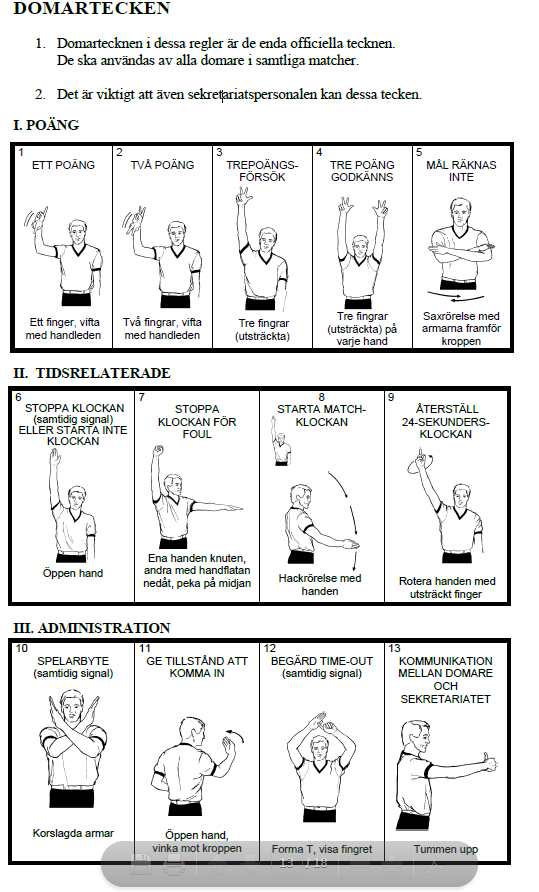 DOMARTECKEN
1. Domartecknen i dessa regler är de enda officiella tecknen.
De ska användas av alla domare i samtliga matcher.
2. Det är viktigt att även sekretariatspersonalen kan dessa tecken.
I. POÄNG
1
ETT POÄNG
Ett finger, vifta
med handleden
2
TVÅ POÄNG
Två fingrar, vifta
med handleden
3
TREPOÄNGS-
FÖRSÖK
Tre fingrar
(utsträckta)
4
TRE POÄNG
GODKÄNNS
Tre fingrar
(utsträckta) på
varje hand
5
MÅL RÄKNAS
INTE
Saxrörelse med
armarna framför
kroppen
II. TIDSRELATERADE
6
STOPPA KLOCKAN
(samtidig signal)
ELLER STARTA INTE
KLOCKAN
Öppen hand
7
STOPPA
KLOCKAN FÖR
FOUL
Ena handen knuten,
andra med handflatan
nedåt, peka på midjan
8
STARTA MATCH-
KLOCKAN
Hackrörelse med
handen
9
ÅTERSTÄLL
24-SEKUNDERS-
KLOCKAN
Rotera handen med
utsträckt finger
III. ADMINISTRATION
10
SPELARBYTE
(samtidig signal)
Korslagda armar
11
GE TILLSTÅND ATT
KOMMA IN
Öppen hand,
vinka mot kroppen
12
BEGÄRD TIME-OUT
(samtidig signal)
Forma T, visa fingret
13
KOMMUNIKATION
MELLAN DOMARE
OCH
SEKRETARIATET
Tummen upp
13 / 18